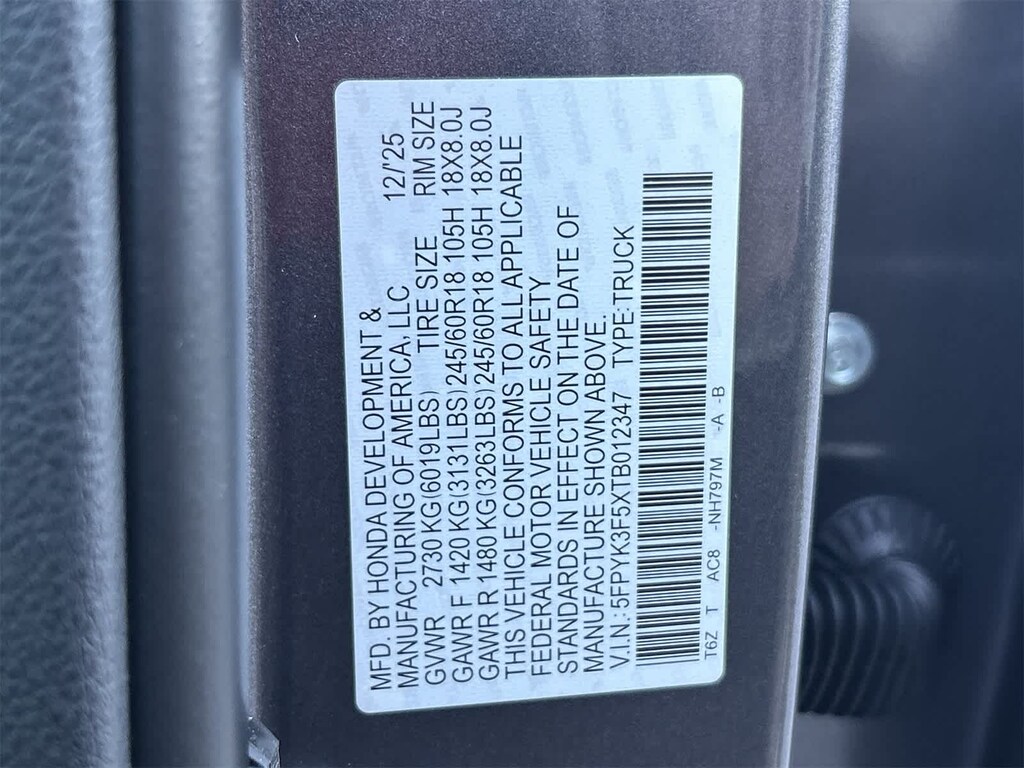 MFD. BY HONDA DEVELOPMENT &
MANUFACTURING OF AMERICA, LLC 12/25
GVWR 2730 KG(6019LBS) TIRE SIZE RIM SIZE
GAWR F 1420 KG(3131LBS)245/60R18 105H 18X8.0J
GAWR R 1480 KG(3263LBS)245/60R18 105H 18X8.0J
THIS VEHICLE CONFORMS TO ALL APPLICABLE
FEDERAL MOTOR VEHICLE SAFETY
STANDARDS IN EFFECT ON THE DATE OF
MANUFACTURE SHOWN ABOVE.
V.I.N.:5FPYK3F5XTB012347 TYPE:TRUCK
T6Z T AC8 -NH797M -A -B